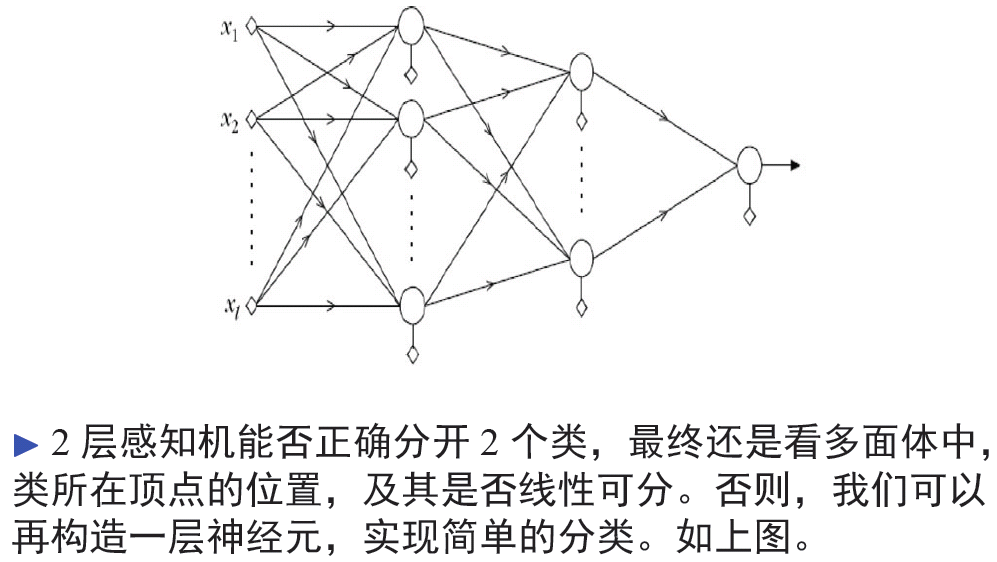 x1
x2
xl
▶ 2 层感知机能否正确分开 2 个类，最终还是看多面体中，
类所在顶点的位置，及其是否线性可分。否则，我们可以
再构造一层神经元，实现简单的分类。如上图。